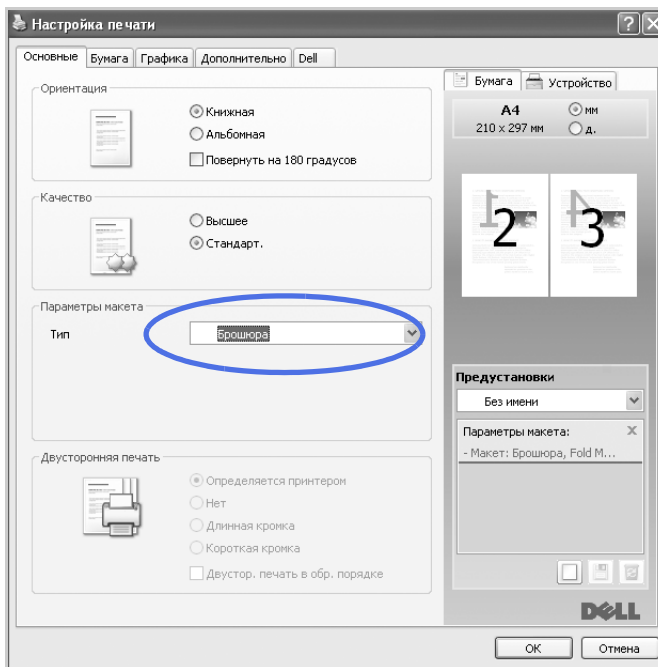 Настройка печати
Основные Бумага Графика Дополнительно Dell
Ориентация
Книжная
Альбомная
Повернуть на 180 градусов
Качество
Высшее
Стандарт.
Параметры макета
Тип Брошюра
Двусторонняя печать
Определяется принтером
Нет
Длинная кромка
Короткая кромка
Двустор. печать в обр. порядке
Бумага Устройство
A4 мм
210 x 297 мм д.
2 3
Предустановки
Без имени
Параметры макета:
- Макет: Брошюра, Fold M...
DELL
OK Отмена